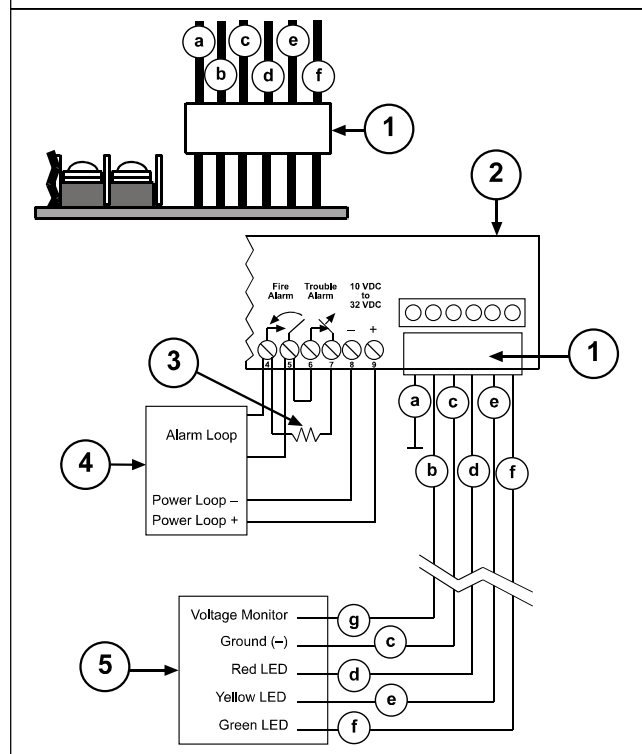 a c e
b d f
1
2
Fire Trouble 10 VDC
Alarm Alarm to
32 VDC
– +
4 5 6 7 8 9
3
1
a c e
b d f
4
Alarm Loop
Power Loop –
Power Loop +
5
Voltage Monitor g
Ground (–) c
Red LED d
Yellow LED e
Green LED f